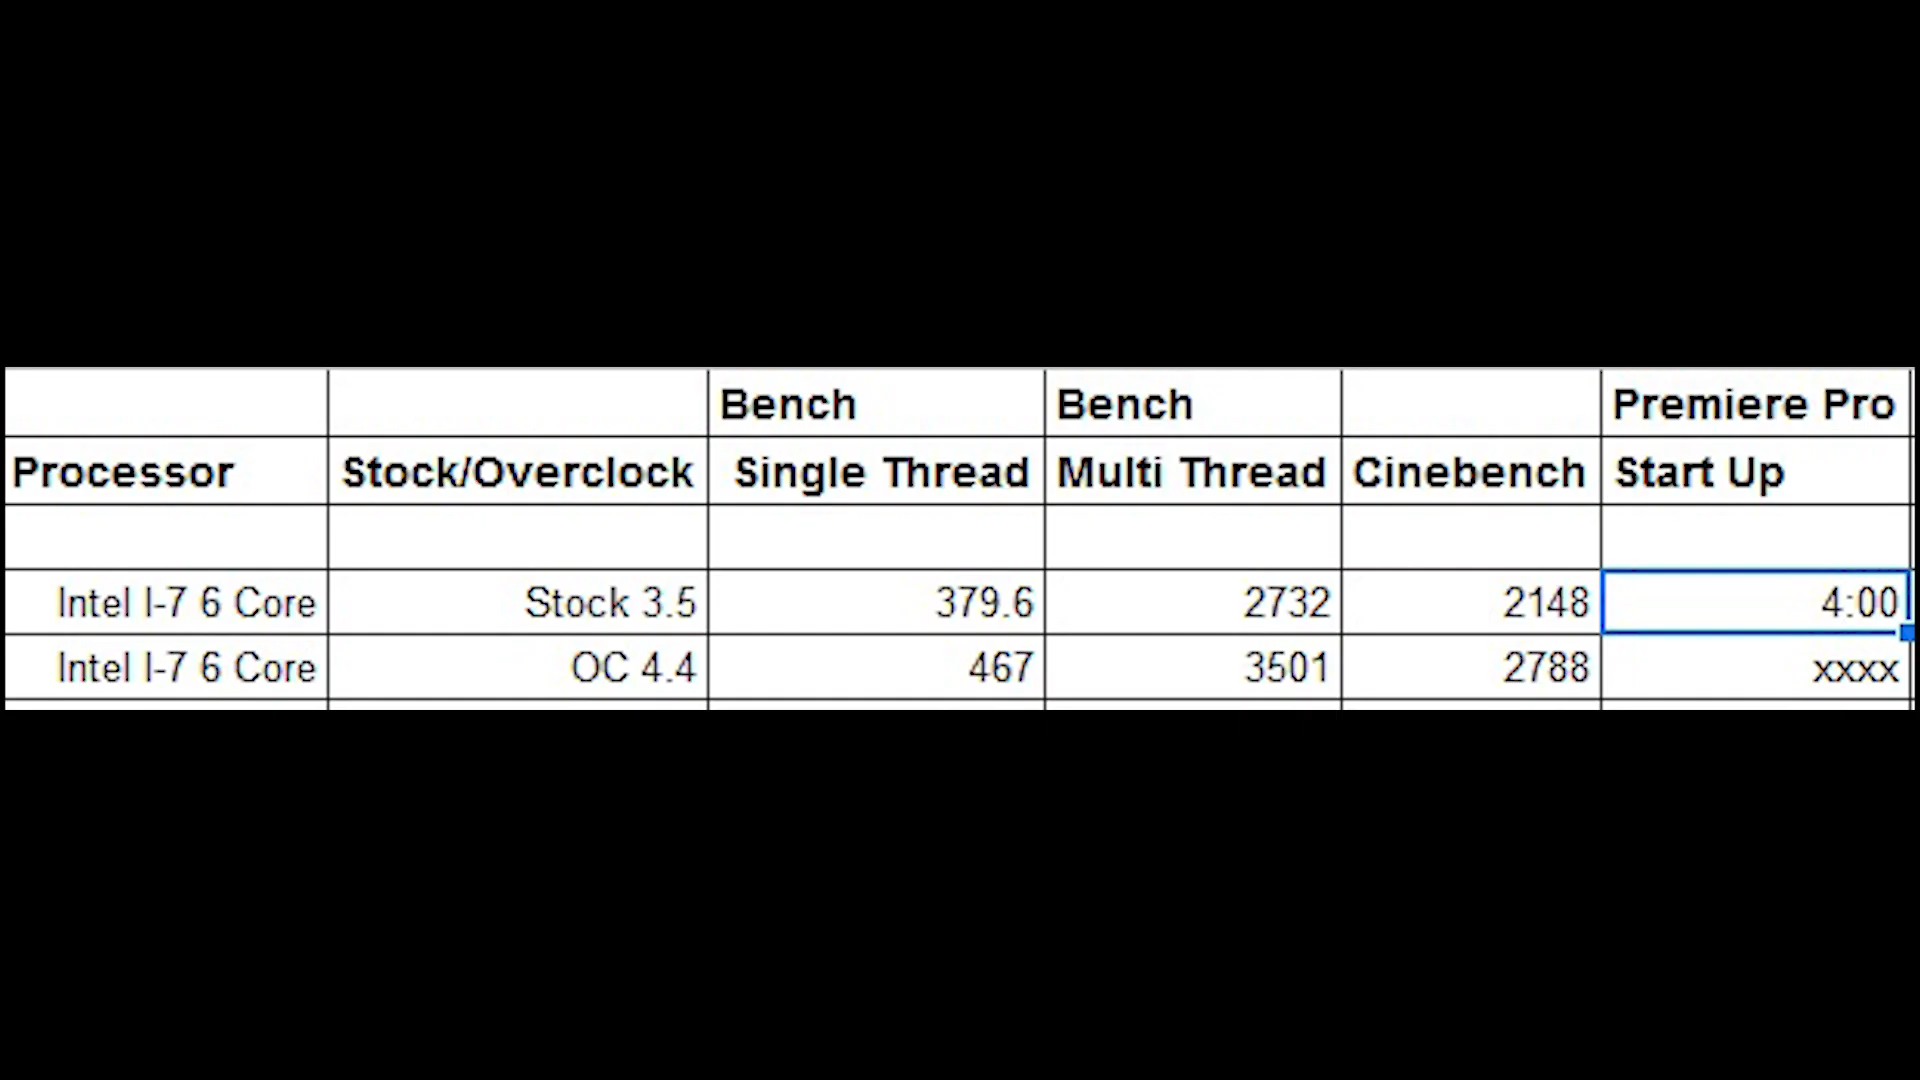 Bench Bench Premiere Pro
Processor Stock/Overclock Single Thread Multi Thread Cinebench Start Up
Intel I-7 6 Core Stock 3.5 379.6 2732 2148 4:00
Intel I-7 6 Core OC 4.4 467 3501 2788 xxxx